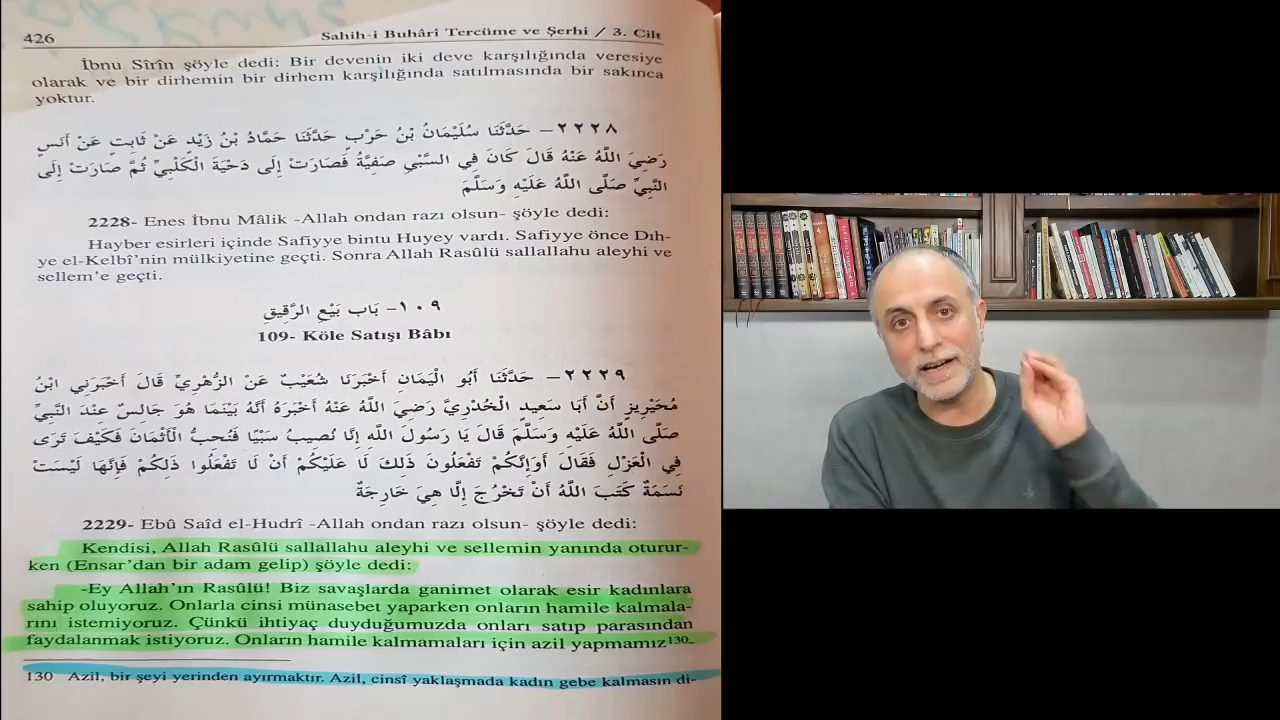 426
Sahih-i Buhârî Tercüme ve Şerhi / 3. Cilt
İbnu Sîrîn şöyle dedi: Bir devenin iki deve karşılığında veresiye
olarak ve bir dirhemin bir dirhem karşılığında satılmasında bir sakınca
yoktur.
٢٢٢٨ – حَدَّثَنَا سُلَيْمَانُ بْنُ حَرْبٍ حَدَّثَنَا حَمَّادُ بْنُ زَيْدٍ عَنْ ثَابِتٍ عَنْ أَنَسٍ
رَضِيَ اللَّهُ عَنْهُ قَالَ كَانَ فِي السَّبْيِ صَفِيَّةُ فَصَارَتْ إِلَى دَحْيَةَ الْكَلْبِيِّ ثُمَّ صَارَتْ إِلَى
النَّبِيِّ صَلَّى اللَّهُ عَلَيْهِ وَسَلَّمَ
2228- Enes İbnu Mâlik -Allah ondan razı olsun- şöyle dedi:
Hayber esirleri içinde Safiyye bintu Huyey vardı. Safiyye önce Dıh-
ye el-Kelbî'nin mülkiyetine geçti. Sonra Allah Rasûlü sallallahu aleyhi ve
sellem'e geçti.
١٠٩ – بَاب بَيْعِ الرَّقِيقِ
109- Köle Satışı Bâbı
٢٢٢٩ – حَدَّثَنَا أَبُو الْيَمَانِ أَخْبَرَنَا شُعَيْبٌ عَنْ الزُّهْرِيِّ قَالَ أَخْبَرَنِي ابْنُ
مُحَيْرِيزٍ أَنَّ أَبَا سَعِيدٍ الْخُدْرِيَّ رَضِيَ اللَّهُ عَنْهُ أَخْبَرَهُ أَنَّهُ بَيْنَمَا هُوَ جَالِسٌ عِنْدَ النَّبِيِّ
صَلَّى اللَّهُ عَلَيْهِ وَسَلَّمَ قَالَ يَا رَسُولَ اللَّهِ إِنَّا نُصِيبُ سَبْيًا فَنُحِبُّ الْأَثْمَانَ فَكَيْفَ تَرَى
فِي الْعَزْلِ فَقَالَ أَوَإِنَّكُمْ تَفْعَلُونَ ذَلِكَ لَا عَلَيْكُمْ أَنْ لَا تَفْعَلُوا ذَلِكُمْ فَإِنَّهَا لَيْسَتْ
نَسَمَةٌ كَتَبَ اللَّهُ أَنْ تَخْرُجَ إِلَّا هِيَ خَارِجَةٌ
2229- Ebû Saîd el-Hudrî -Allah ondan razı olsun- şöyle dedi:
Kendisi, Allah Rasûlü sallallahu aleyhi ve sellemin yanında oturur-
ken (Ensar'dan bir adam gelip) şöyle dedi:
-Ey Allah'ın Rasûlü! Biz savaşlarda ganimet olarak esir kadınlara
sahip oluyoruz. Onlarla cinsi münasebet yaparken onların hamile kalmala-
rını istemiyoruz. Çünkü ihtiyaç duyduğumuzda onları satıp parasından
faydalanmak istiyoruz. Onların hamile kalmamaları için azil yapmamız130-
130 Azil, bir şeyi yerinden ayırmaktır. Azil, cinsî yaklaşmada kadın gebe kalmasın di-